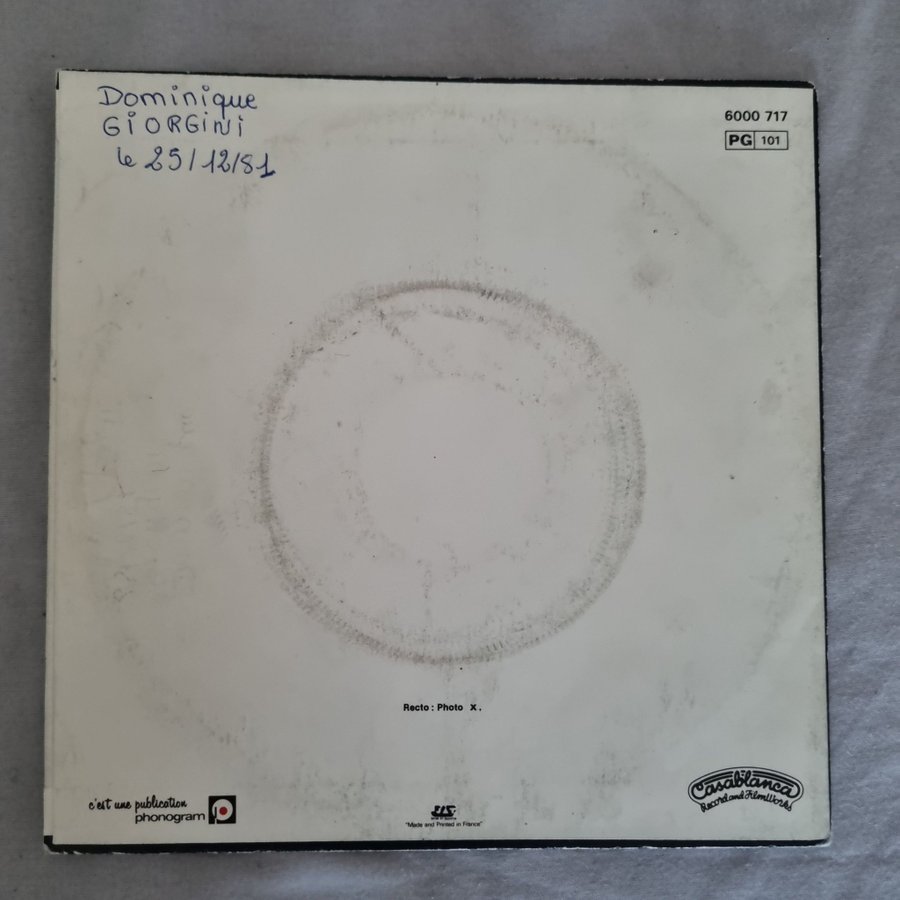 Dominique
GiORGiNi
le 25/12/81
6000 717
PG 101
Recto : Photo X.
c'est une publication
phonogram
"Made and Printed in France"
Casablanca
Record and FilmWorks